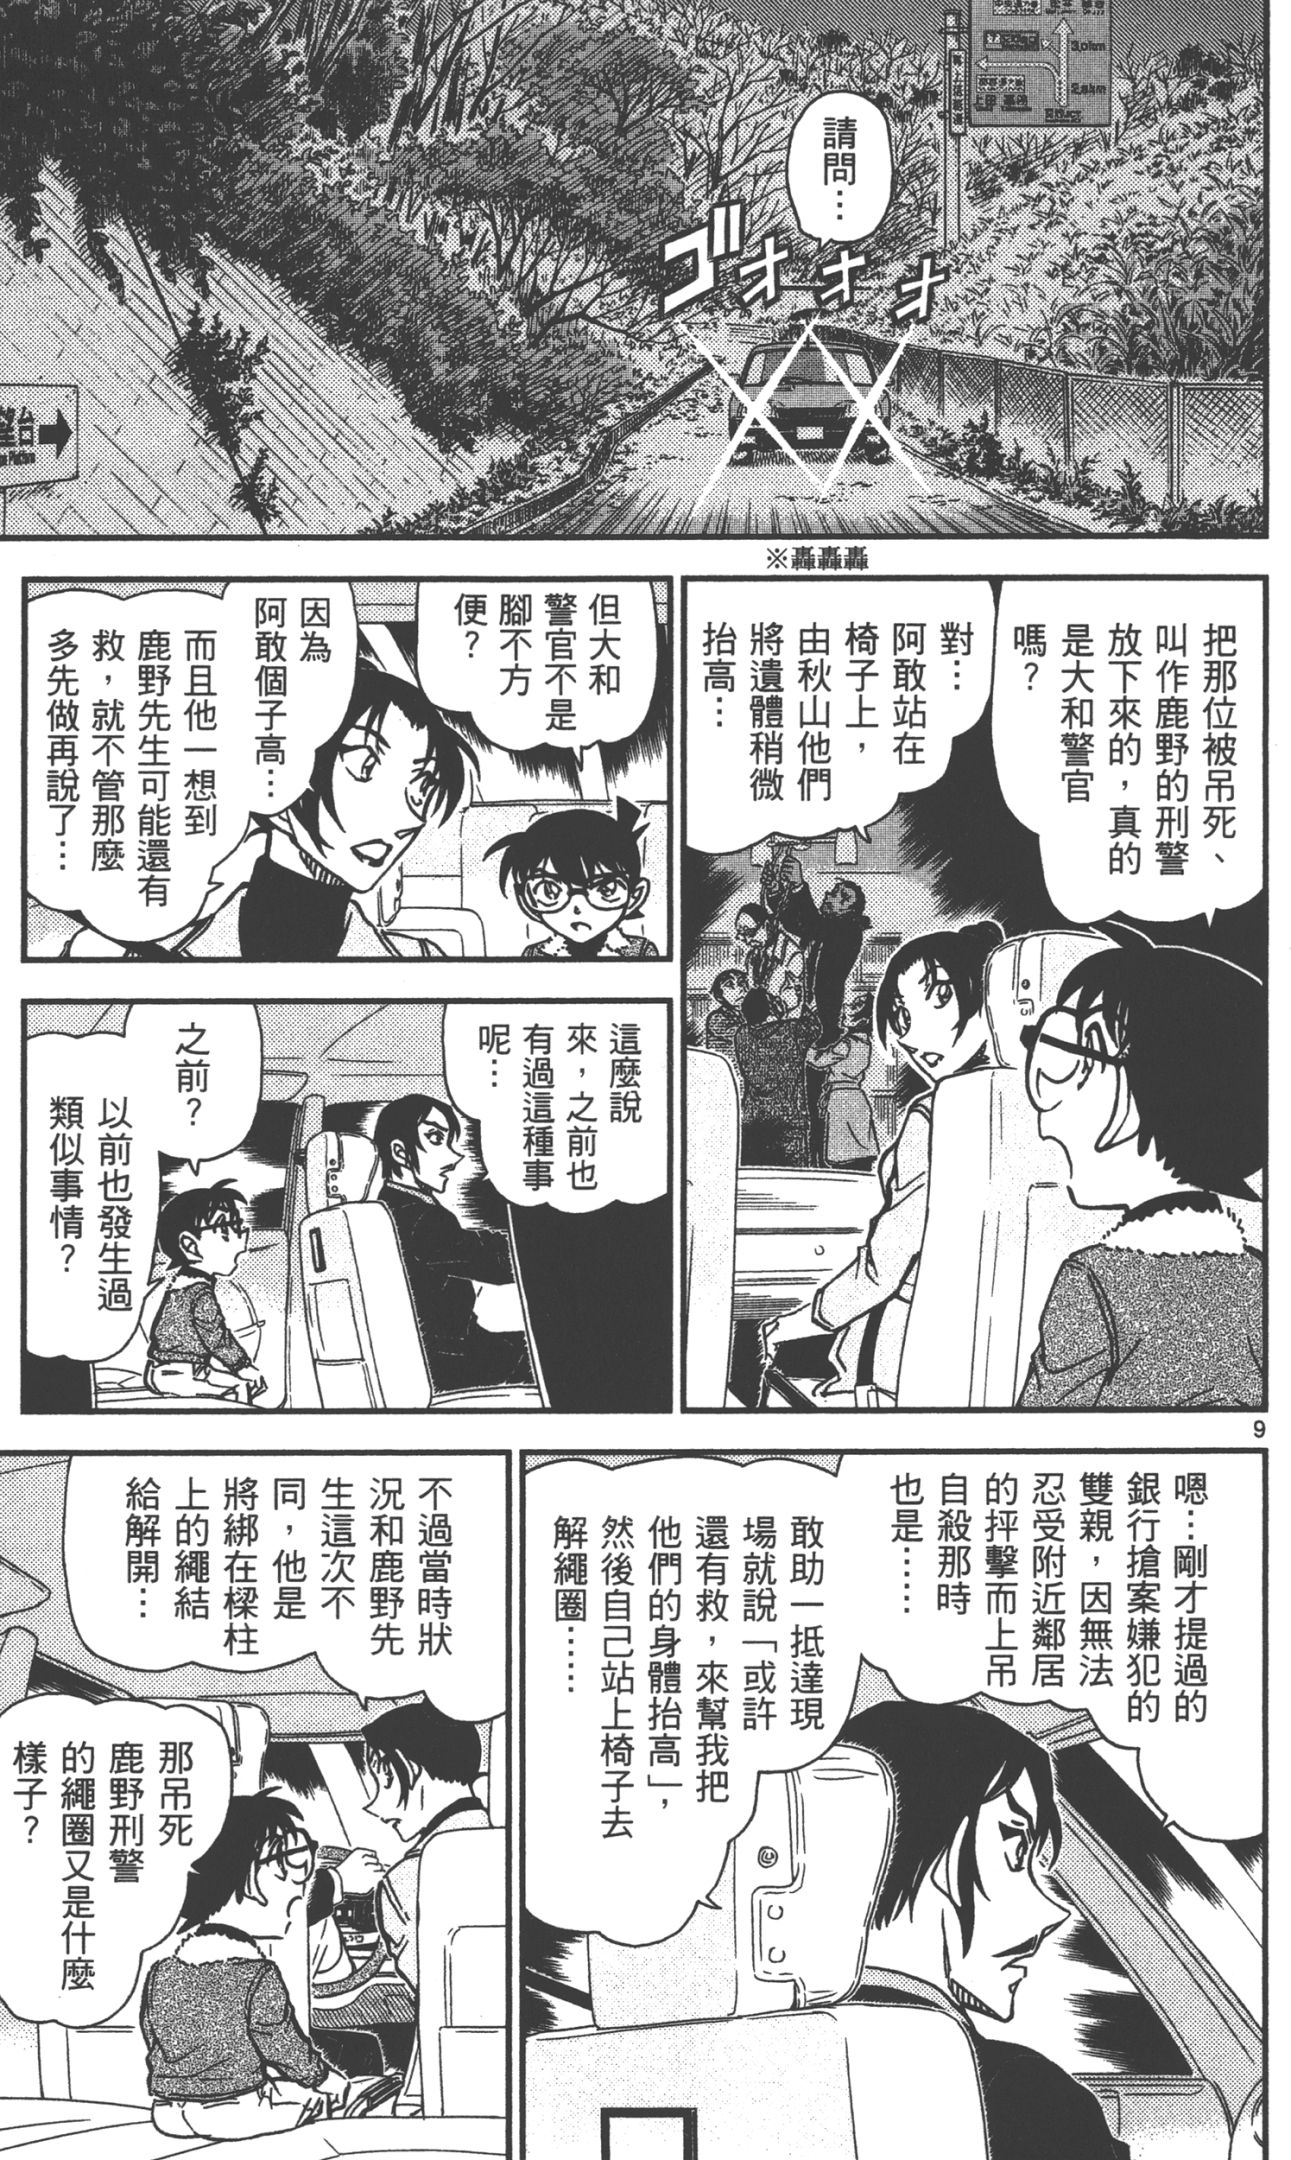 請問…
ゴォォォ
3.0km
2.8km
※轟轟轟
把那位被吊死、
叫作鹿野的刑警
放下來的，真的
是大和警官
嗎？
對…
阿敢站在
椅子上，
由秋山他們
將遺體稍微
抬高…
但大和
警官不是
腳不方
便？
因為
阿敢個子高…
而且他一想到
鹿野先生可能還有
救，就不管那麼
多先做再說了…
這麼說
來，之前也
有過這種事
呢…
之前？
以前也發生過
類似事情？
9
嗯…剛才提過的
銀行搶案嫌犯的
雙親，因無法
忍受附近鄰居
的抨擊而上吊
自殺那時
也是……
敢助一抵達現
場就說「或許
還有救，來幫我把
他們的身體抬高」，
然後自己站上椅子去
解繩圈……
不過當時狀
況和鹿野先
生這次不
同，他是
將綁在樑柱
上的繩結
給解開…
那吊死
鹿野刑警
的繩圈又是什麼
樣子？